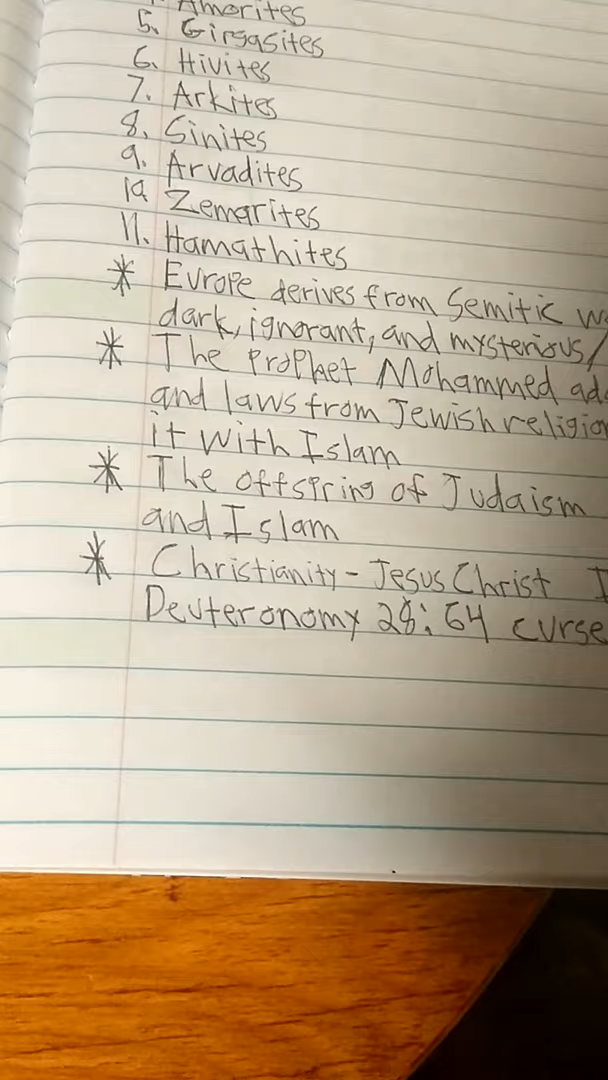 4. Amorites
5. Girgasites
6. Hivites
7. Arkites
8. Sinites
9. Arvadites
10. Zemarites
11. Hamathites
* Europe derives from Semitic
dark, ignorant, and mysterious/
* The Prophet Mohammed
and laws from Jewish
it with Islam
* The offspring of Judaism
and Islam
* Christianity - Jesus Christ
Deuteronomy 28:64 curse